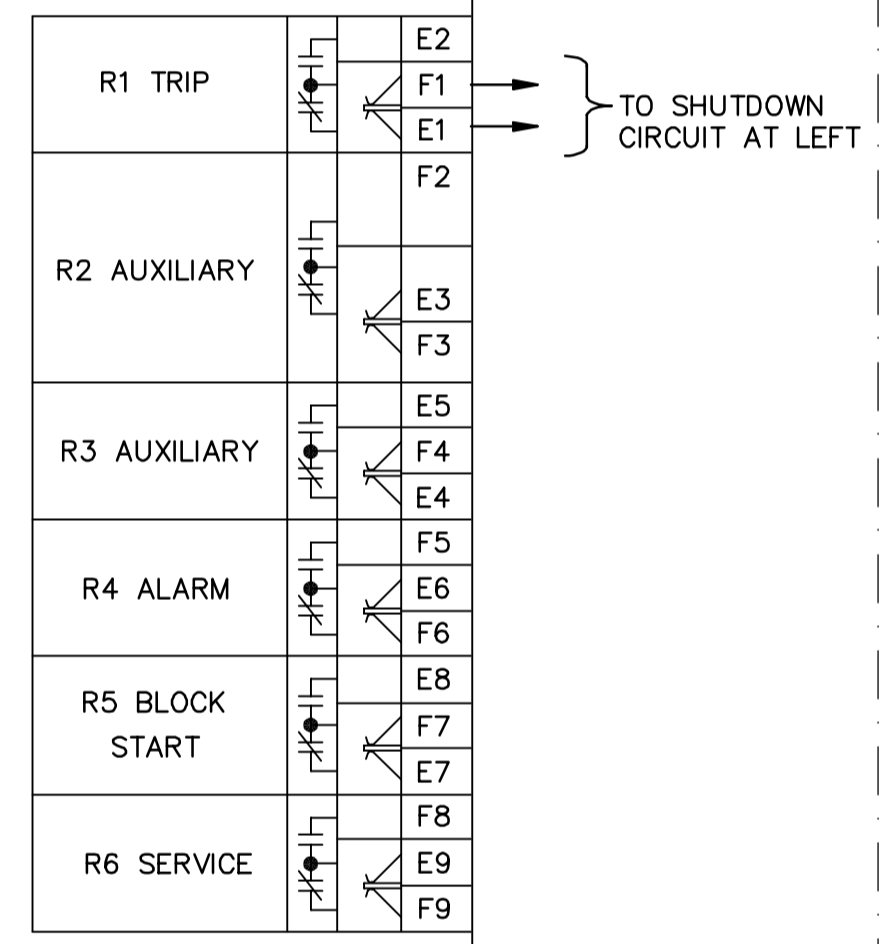 R1 TRIP
E2
F1
E1
TO SHUTDOWN
CIRCUIT AT LEFT
R2 AUXILIARY
F2
E3
F3
R3 AUXILIARY
E5
F4
E4
R4 ALARM
F5
E6
F6
R5 BLOCK
START
E8
F7
E7
R6 SERVICE
F8
E9
F9